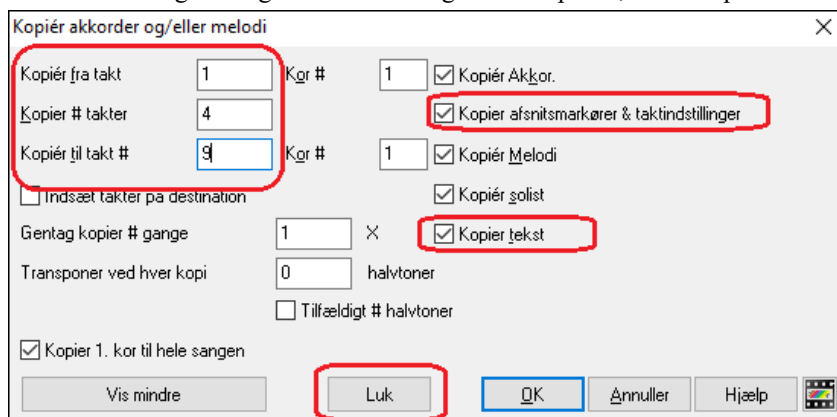 Kopiér akkorder og/eller melodi
Kopiér fra takt 1 Kor # 1 Kopiér Akkor.
Kopier # takter 4 Kopier afsnitsmarkører & taktindstillinger
Kopiér til takt # 9 Kor # 1 Kopiér Melodi
Indsæt takter på destination Kopiér solist
Gentag kopier # gange 1 X Kopier tekst
Transponer ved hver kopi 0 halvtoner
Tilfældigt # halvtoner
Kopier 1. kor til hele sangen
Vis mindre Luk OK Annuller Hjælp